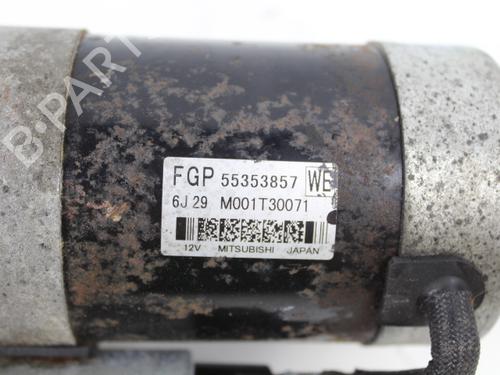 B-PARTS
FGP 55353857 WE
6J 29 M001T30071
12V MITSUBISHI JAPAN